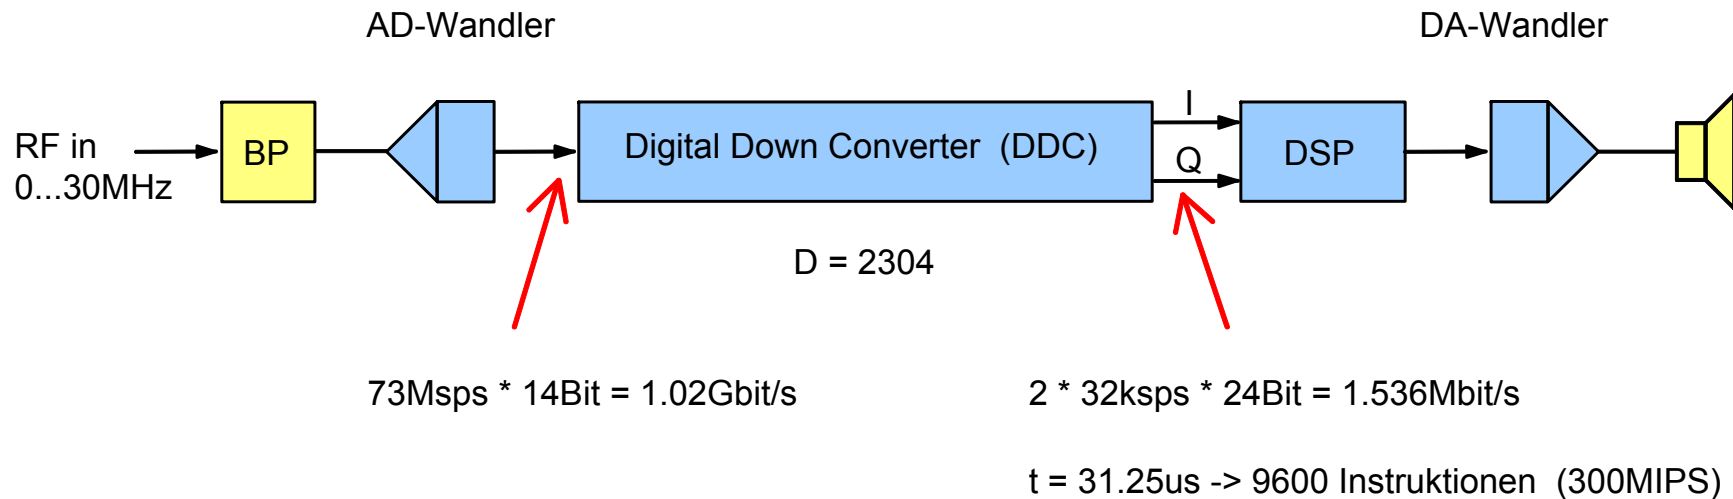 AD-Wandler
DA-Wandler
RF in
0...30MHz
BP
Digital Down Converter  (DDC)
I
Q
DSP
D = 2304
73Msps * 14Bit = 1.02Gbit/s
2 * 32ksps * 24Bit = 1.536Mbit/s
t = 31.25us -> 9600 Instruktionen  (300MIPS)